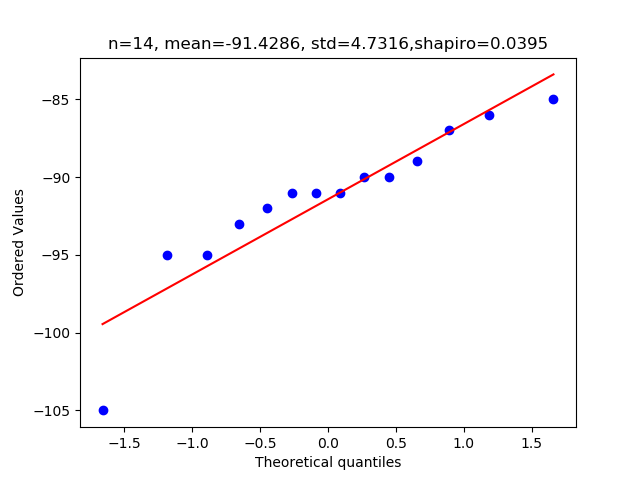 n=14, mean=-91.4286, std=4.7316,shapiro=0.0395
−85
−90
−95
−100
−105
Ordered Values
−1.5 −1.0 −0.5 0.0 0.5 1.0 1.5
Theoretical quantiles